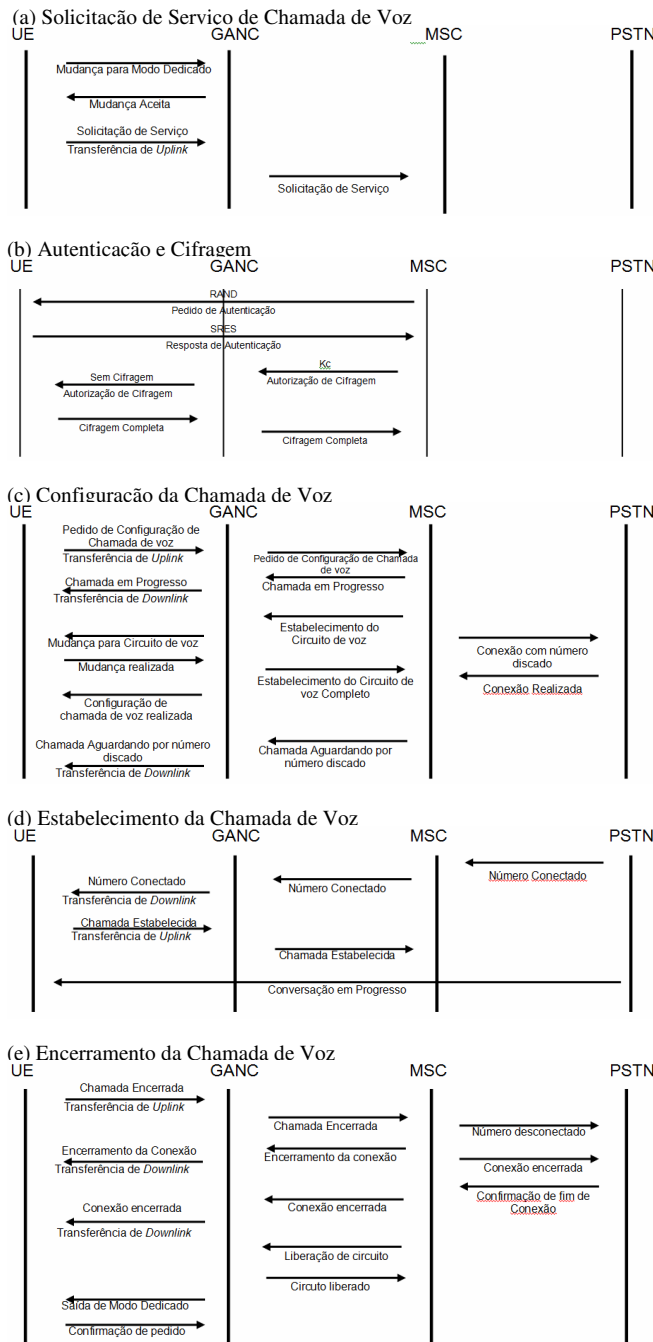 (a) Solicitação de Serviço de Chamada de Voz
UE GANC MSC PSTN
Mudança para Modo Dedicado
Mudança Aceita
Solicitação de Serviço
Transferência de Uplink
Solicitação de Serviço
(b) Autenticação e Cifragem
UE GANC MSC PSTN
RAND
Pedido de Autenticação
SRES
Resposta de Autenticação
Kc
Autorização de Cifragem
Sem Cifragem
Autorização de Cifragem
Cifragem Completa
Cifragem Completa
(c) Configuração da Chamada de Voz
UE GANC MSC PSTN
Pedido de Configuração de
Chamada de voz
Transferência de Uplink
Pedido de Configuração de Chamada
de voz
Chamada em Progresso
Chamada em Progresso
Transferência de Downlink
Estabelecimento do
Circuito de voz
Mudança para Circuito de voz
Conexão com número
discado
Mudança realizada
Estabelecimento do Circuito de
voz Completo
Conexão Realizada
Configuração de
chamada de voz realizada
Chamada Aguardando por número
discado
Transferência de Downlink
Chamada Aguardando por
número discado
(d) Estabelecimento da Chamada de Voz
UE GANC MSC PSTN
Número Conectado
Número Conectado
Número Conectado
Transferência de Downlink
Chamada Estabelecida
Transferência de Uplink
Chamada Estabelecida
Conversação em Progresso
(e) Encerramento da Chamada de Voz
UE GANC MSC PSTN
Chamada Encerrada
Transferência de Uplink
Chamada Encerrada
Número desconectado
Encerramento da Conexão
Transferência de Downlink
Encerramento da conexão
Conexão encerrada
Confirmação de fim de
Conexão
Conexão encerrada
Transferência de Downlink
Conexão encerrada
Liberação de circuito
Circuto liberado
Saída de Modo Dedicado
Confirmação de pedido